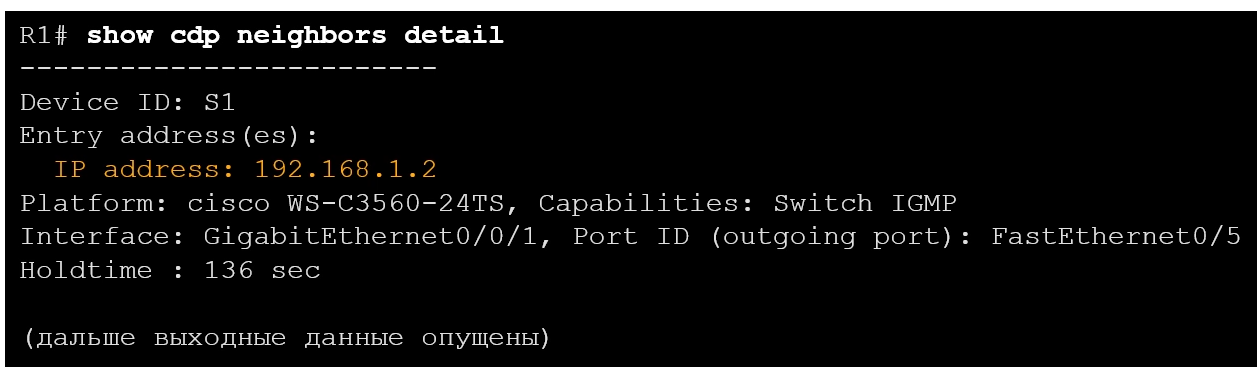 R1# show cdp neighbors detail
-------------------------
Device ID: S1
Entry address(es):
  IP address: 192.168.1.2
Platform: cisco WS-C3560-24TS, Capabilities: Switch IGMP
Interface: GigabitEthernet0/0/1, Port ID (outgoing port): FastEthernet0/5
Holdtime : 136 sec
(дальше выходные данные опущены)